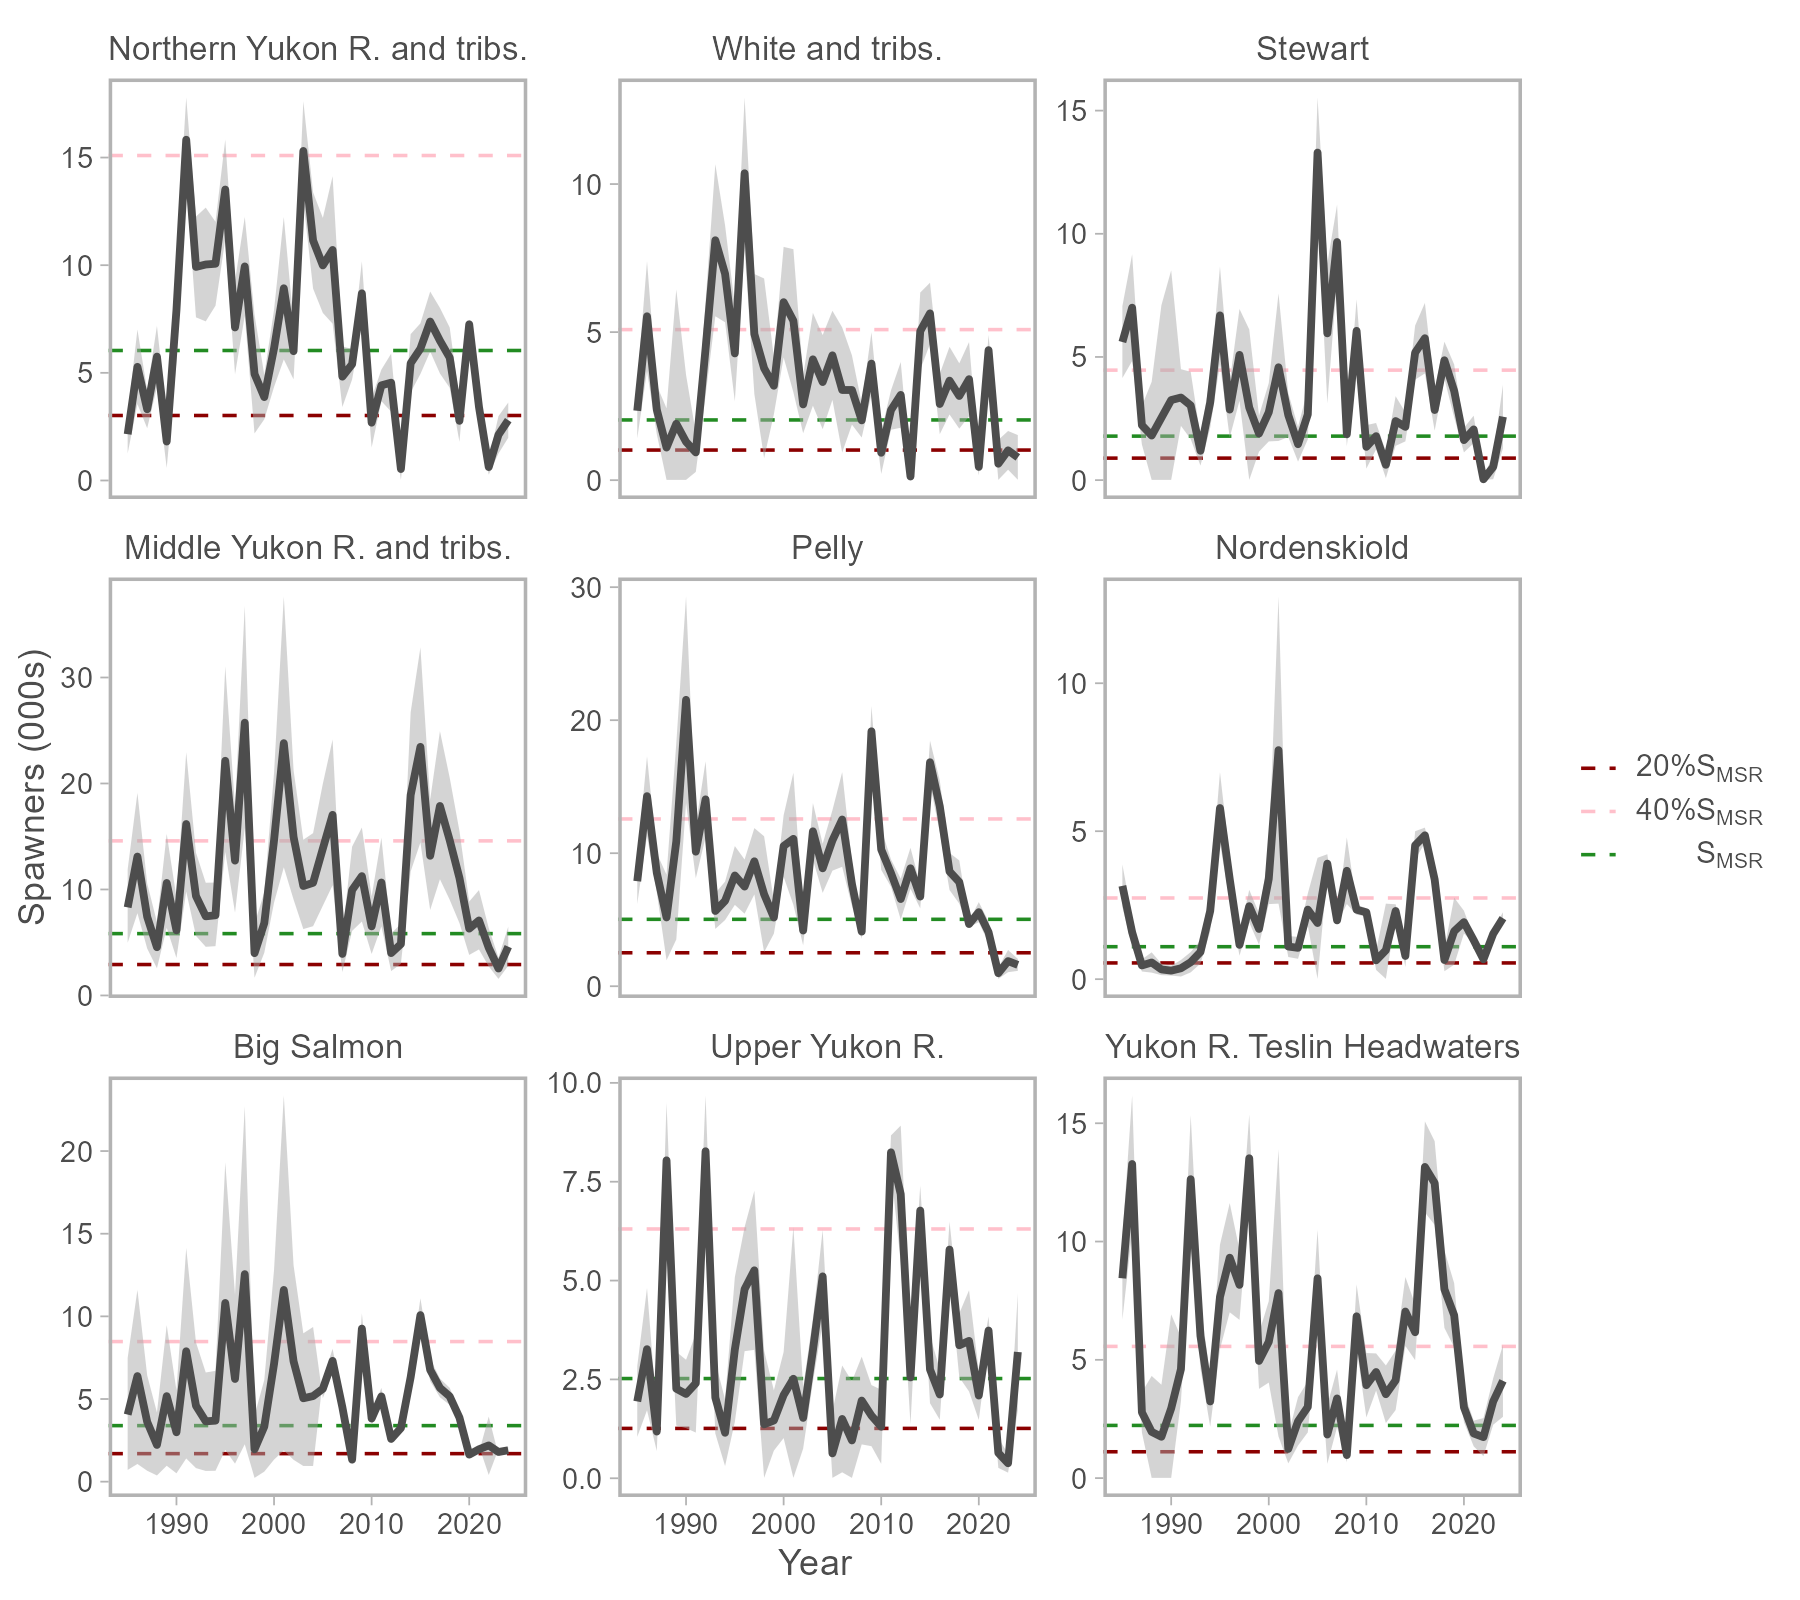 Northern Yukon R. and tribs.
White and tribs.
Stewart
15
10
5
0
10
5
0
15
10
5
0
Middle Yukon R. and tribs.
Pelly
Nordenskiold
30
20
10
0
30
20
10
0
10
5
0
Spawners (000s)
20%SMSR
40%SMSR
SMSR
Big Salmon
Upper Yukon R.
Yukon R. Teslin Headwaters
20
15
10
5
0
10.0
7.5
5.0
2.5
0.0
15
10
5
0
1990 2000 2010 2020
1990 2000 2010 2020
1990 2000 2010 2020
Year